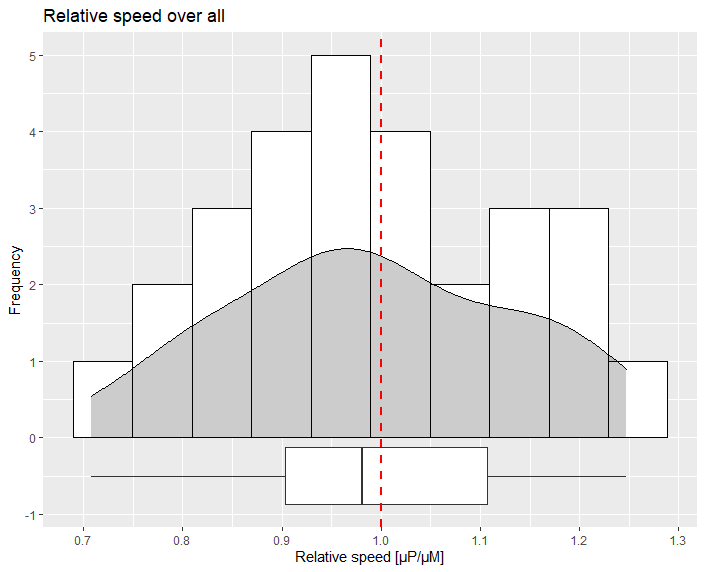 Relative speed over all
Frequency
5
4
3
2
1
0
-1
0.7 0.8 0.9 1.0 1.1 1.2 1.3
Relative speed [µP/µM]